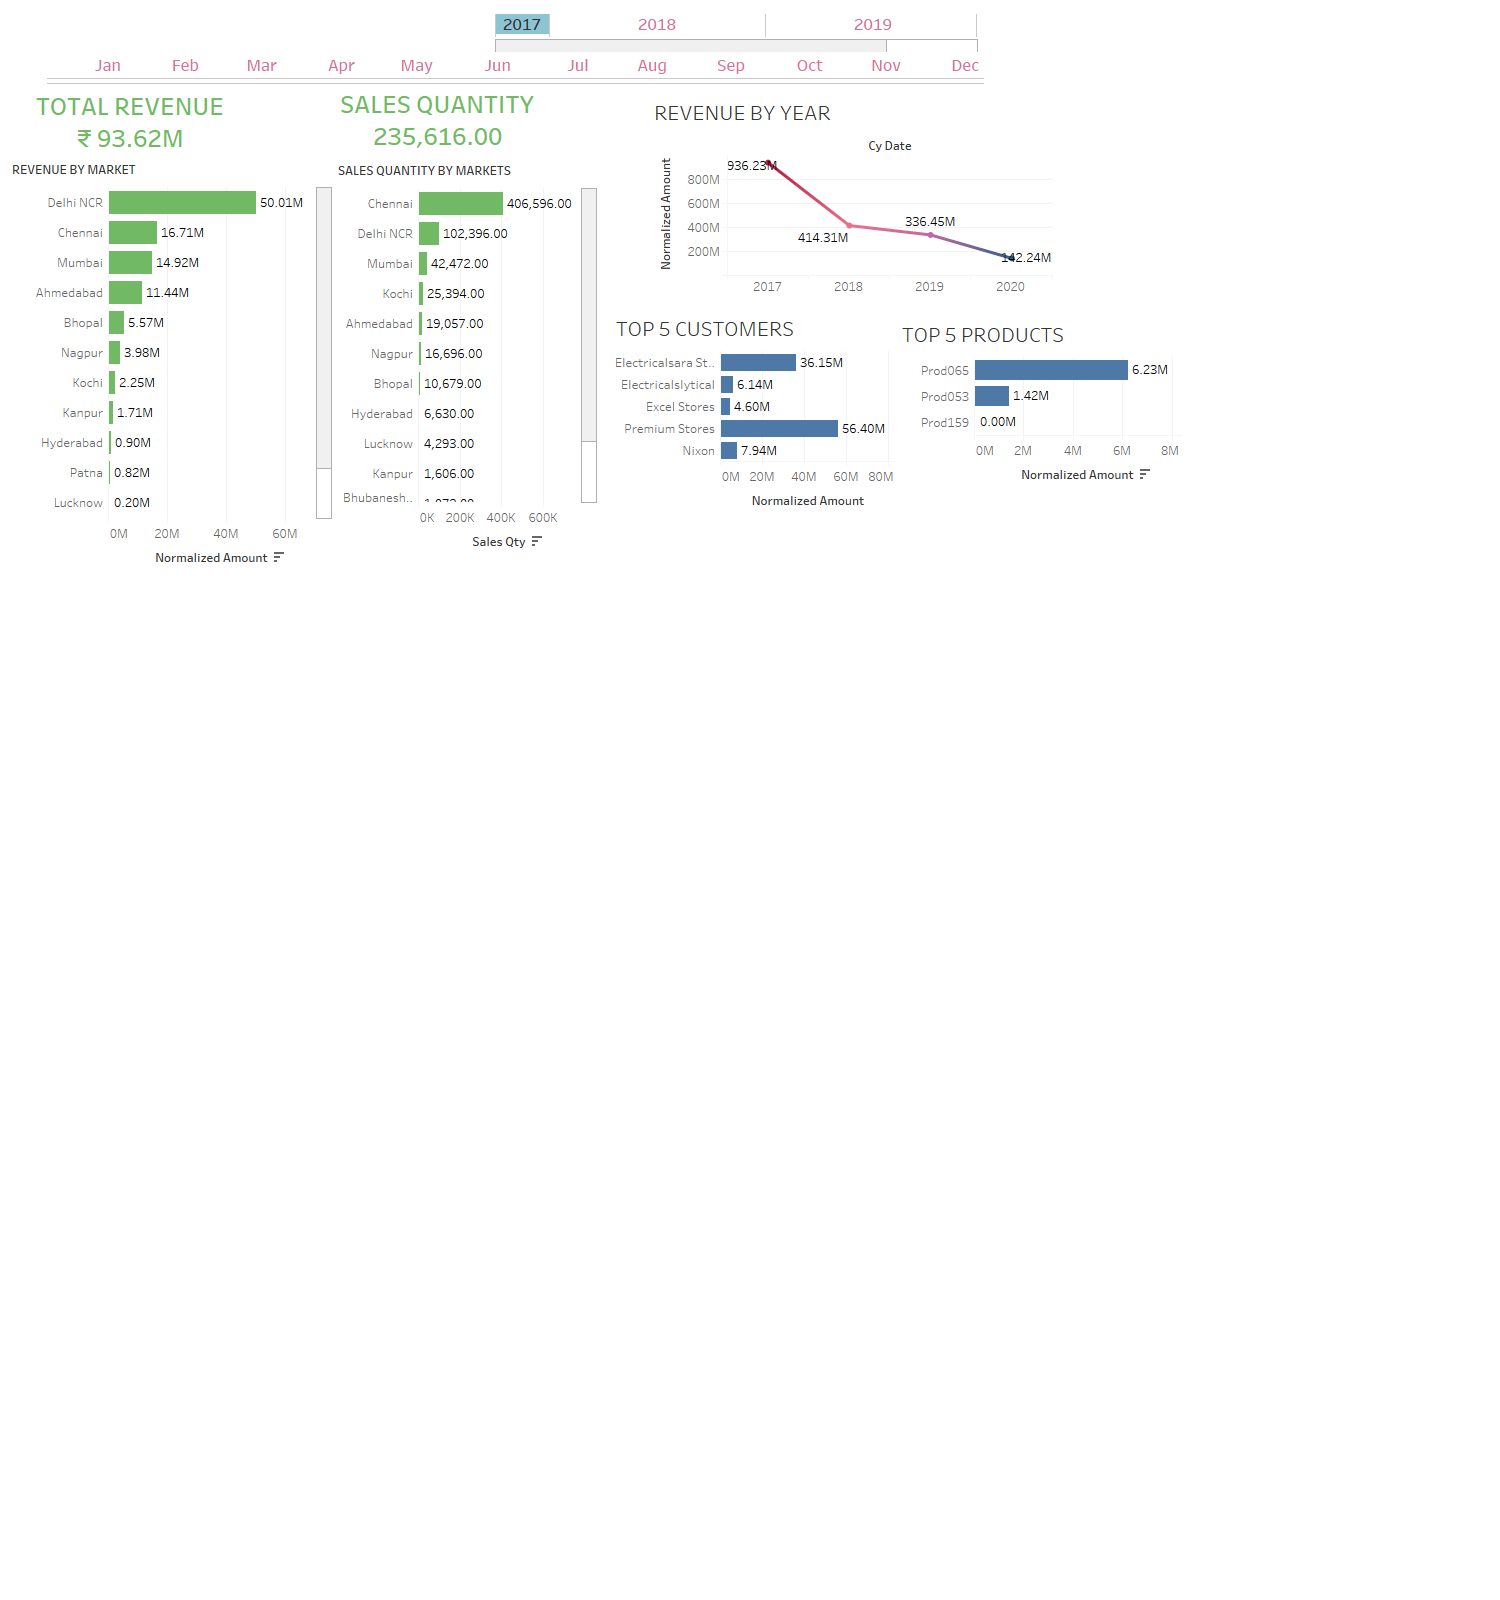 2017 2018 2019
Jan Feb Mar Apr May Jun Jul Aug Sep Oct Nov Dec
TOTAL REVENUE
₹ 93.62M
REVENUE BY MARKET
Delhi NCR 50.01M
Chennai 16.71M
Mumbai 14.92M
Ahmedabad 11.44M
Bhopal 5.57M
Nagpur 3.98M
Kochi 2.25M
Kanpur 1.71M
Hyderabad 0.90M
Patna 0.82M
Lucknow 0.20M
0M 20M 40M 60M
Normalized Amount
SALES QUANTITY
235,616.00
SALES QUANTITY BY MARKETS
Chennai 406,596.00
Delhi NCR 102,396.00
Mumbai 42,472.00
Kochi 25,394.00
Ahmedabad 19,057.00
Nagpur 16,696.00
Bhopal 10,679.00
Hyderabad 6,630.00
Lucknow 4,293.00
Kanpur 1,606.00
Bhubanesh..
0K 200K 400K 600K
Sales Qty
REVENUE BY YEAR
Cy Date
Normalized Amount
800M
600M
400M
200M
936.23M
414.31M
336.45M
142.24M
2017 2018 2019 2020
TOP 5 CUSTOMERS
Electricalsara St.. 36.15M
Electricalslytical 6.14M
Excel Stores 4.60M
Premium Stores 56.40M
Nixon 7.94M
0M 20M 40M 60M 80M
Normalized Amount
TOP 5 PRODUCTS
Prod065 6.23M
Prod053 1.42M
Prod159 0.00M
0M 2M 4M 6M 8M
Normalized Amount